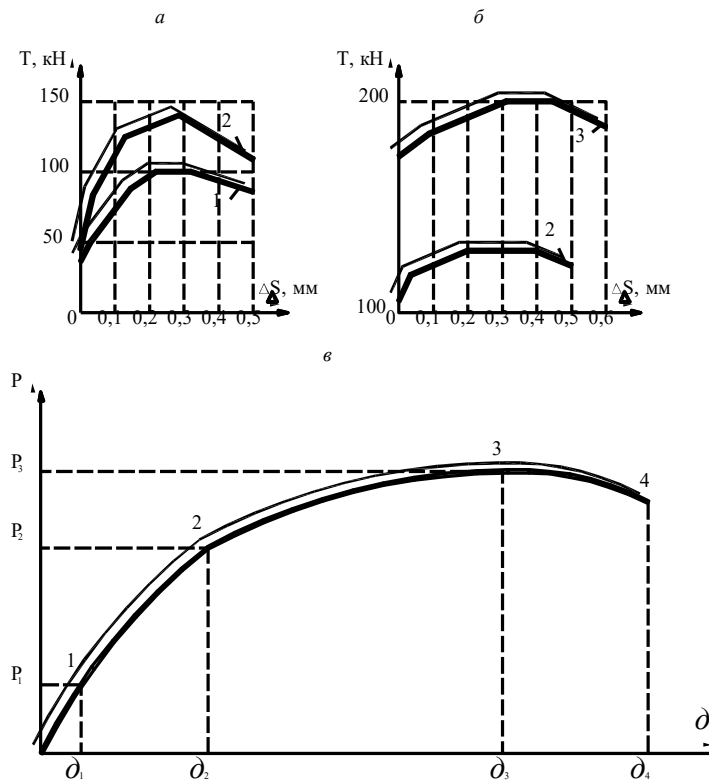 а
б
Т, кН
Т, кН
150
100
50
0
0,1 0,2 0,3 0,4 0,5
ΔS, мм
2
1
200
100
0
0,1 0,2 0,3 0,4 0,5 0,6
ΔS, мм
3
2
в
Р
Р₃
Р₂
Р₁
1
2
3
4
∂
∂₁ ∂₂ ∂₃ ∂₄